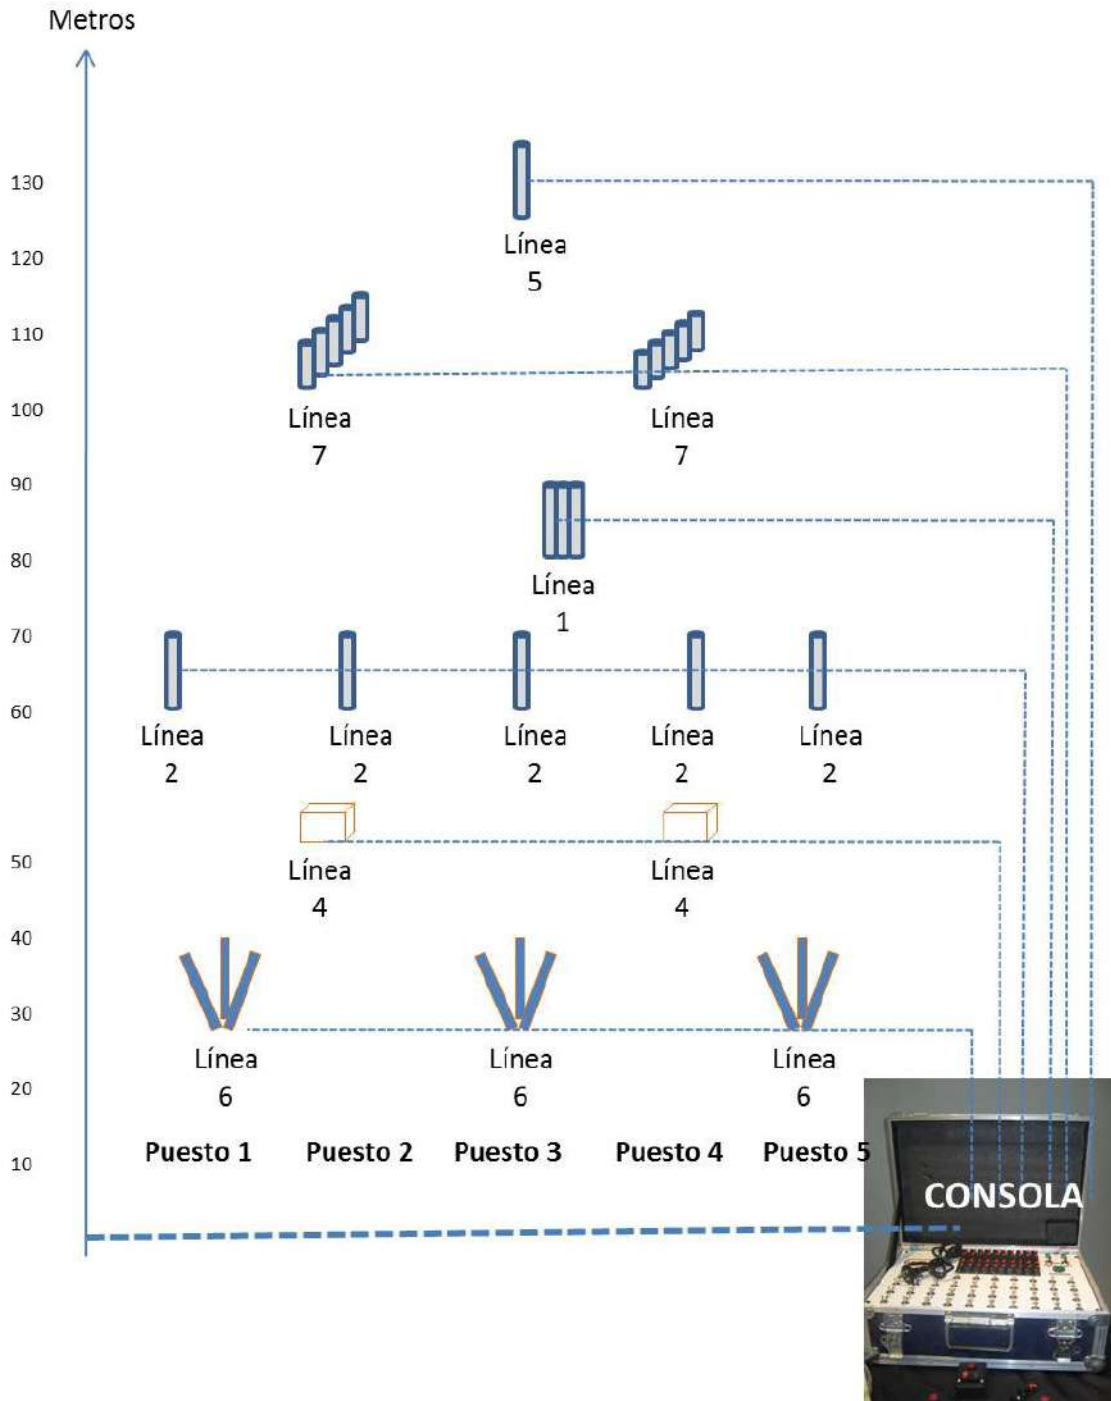 Metros
130
Línea
5
120
110
100
Línea Línea
7 7
90
80
Línea
1
70
60
Línea Línea Línea Línea Línea
2 2 2 2 2
50
Línea Línea
4 4
40
30
Línea Línea Línea
6 6 6
20
Puesto 1 Puesto 2 Puesto 3 Puesto 4 Puesto 5
10
CONSOLA